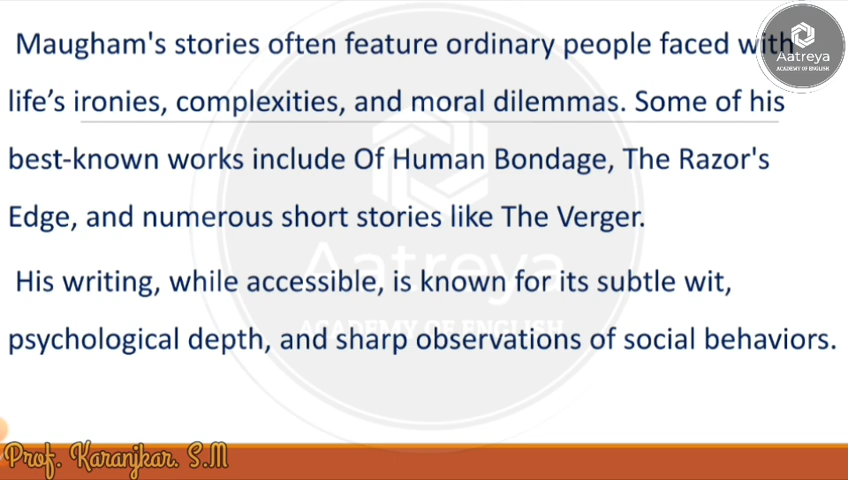 Maugham's stories often feature ordinary people faced with
life's ironies, complexities, and moral dilemmas. Some of his
best-known works include Of Human Bondage, The Razor's
Edge, and numerous short stories like The Verger.
His writing, while accessible, is known for its subtle wit,
psychological depth, and sharp observations of social behaviors.
Aatreya
ACADEMY OF ENGLISH
Aatreya
ACADEMY OF ENGLISH
Prof. Karanjkar. S.M